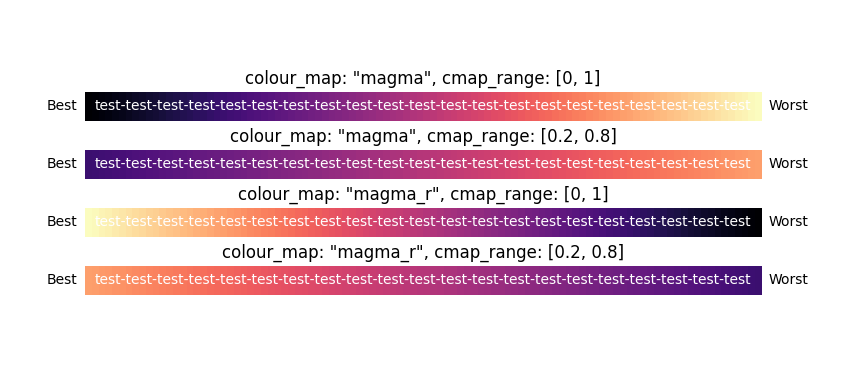 colour_map: "magma", cmap_range: [0, 1]
Best test-test-test-test-test-test-test-test-test-test-test-test-test-test-test-test-test-test-test-test-test Worst
colour_map: "magma", cmap_range: [0.2, 0.8]
Best test-test-test-test-test-test-test-test-test-test-test-test-test-test-test-test-test-test-test-test-test Worst
colour_map: "magma_r", cmap_range: [0, 1]
Best test-test-test-test-test-test-test-test-test-test-test-test-test-test-test-test-test-test-test-test-test Worst
colour_map: "magma_r", cmap_range: [0.2, 0.8]
Best test-test-test-test-test-test-test-test-test-test-test-test-test-test-test-test-test-test-test-test-test Worst